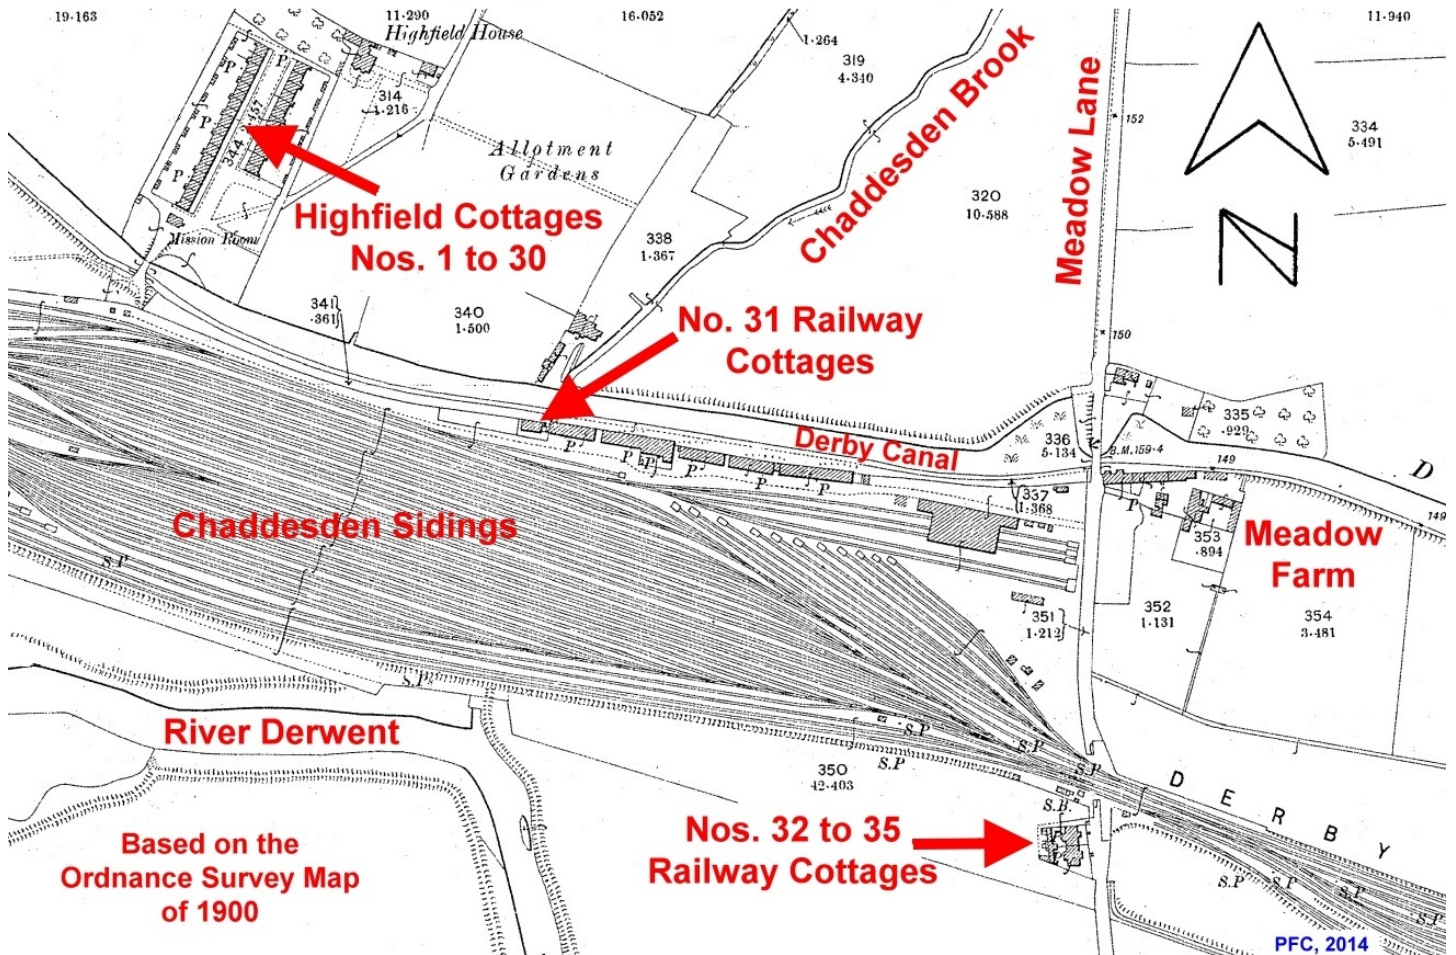 19·163
11·290
16·052
11·940
Highfield House
1·264
319
4·340
Chaddesden Brook
Meadow Lane
152
334
5·491
P
314
1·216
P
157
344
P
Allotment
Gardens
320
10·588
Highfield Cottages
Nos. 1 to 30
Mission Room
338
1·367
N
341
·361
340
1·500
No. 31 Railway
Cottages
150
335
·929
336
5·134
B.M.159·4
149
D
Derby Canal
P
P
P
P
P
P
337
1·368
P
149
Chaddesden Sidings
353
·894
Meadow
Farm
S.P
351
1·212
352
1·131
354
3·481
S.Ps
River Derwent
S.P
S.P
S.P
S.P
350
42·403
DERBY
S.B.
Nos. 32 to 35
Railway Cottages
S.P
S.P
S.P
S.P
Based on the
Ordnance Survey Map
of 1900
PFC, 2014